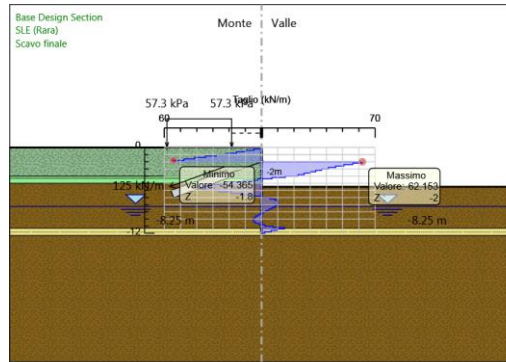 Base Design Section
SLE (Rara)
Scavo finale
Monte
Valle
Taglio (kN/m)
57.3 kPa
57.3 kPa
60
70
0
-2m
Minimo
Valore: -54.365
Z -1.8
Massimo
Valore: 62.153
Z -2
125 kN/m
-8.25 m
-8.25 m
-12